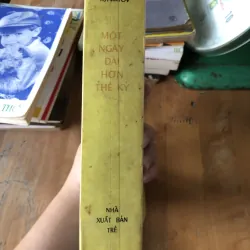 MỘT
NGÀY
DÀI
HƠN
THẾ KỶ
NHÀ
XUẤT BẢN
TRẺ